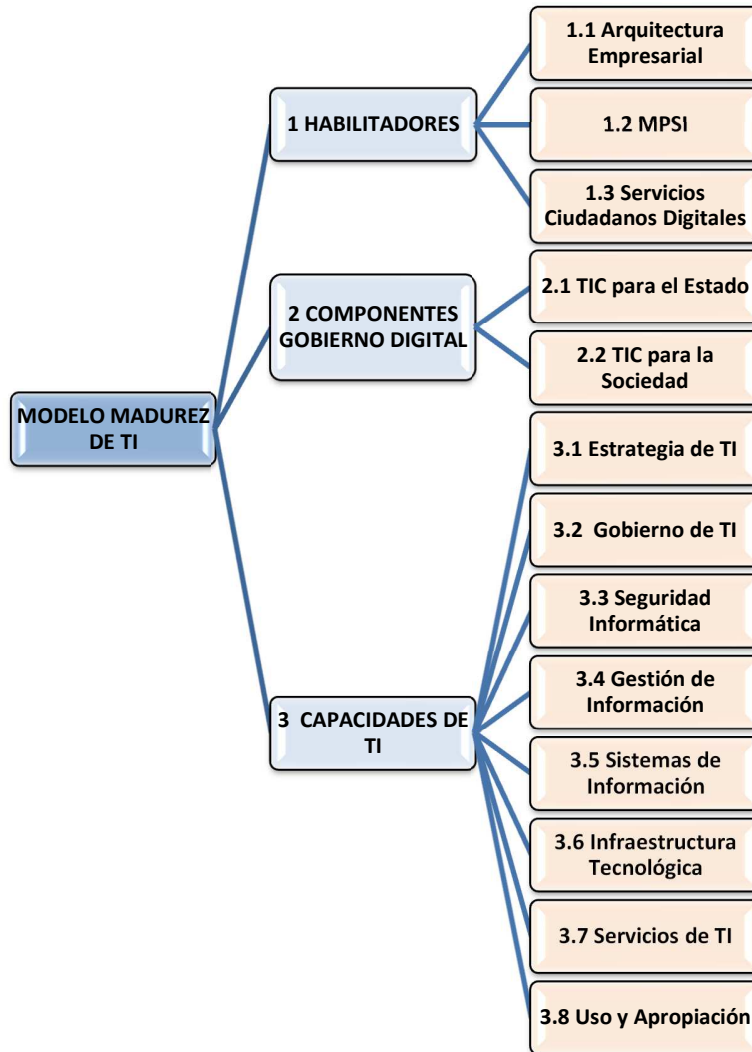 MODELO MADUREZ
DE TI
1 HABILITADORES
1.1 Arquitectura
Empresarial
1.2 MPSI
1.3 Servicios
Ciudadanos Digitales
2 COMPONENTES
GOBIERNO DIGITAL
2.1 TIC para el Estado
2.2 TIC para la
Sociedad
3 CAPACIDADES DE
TI
3.1 Estrategia de TI
3.2 Gobierno de TI
3.3 Seguridad
Informática
3.4 Gestión de
Información
3.5 Sistemas de
Información
3.6 Infraestructura
Tecnológica
3.7 Servicios de TI
3.8 Uso y Apropiación